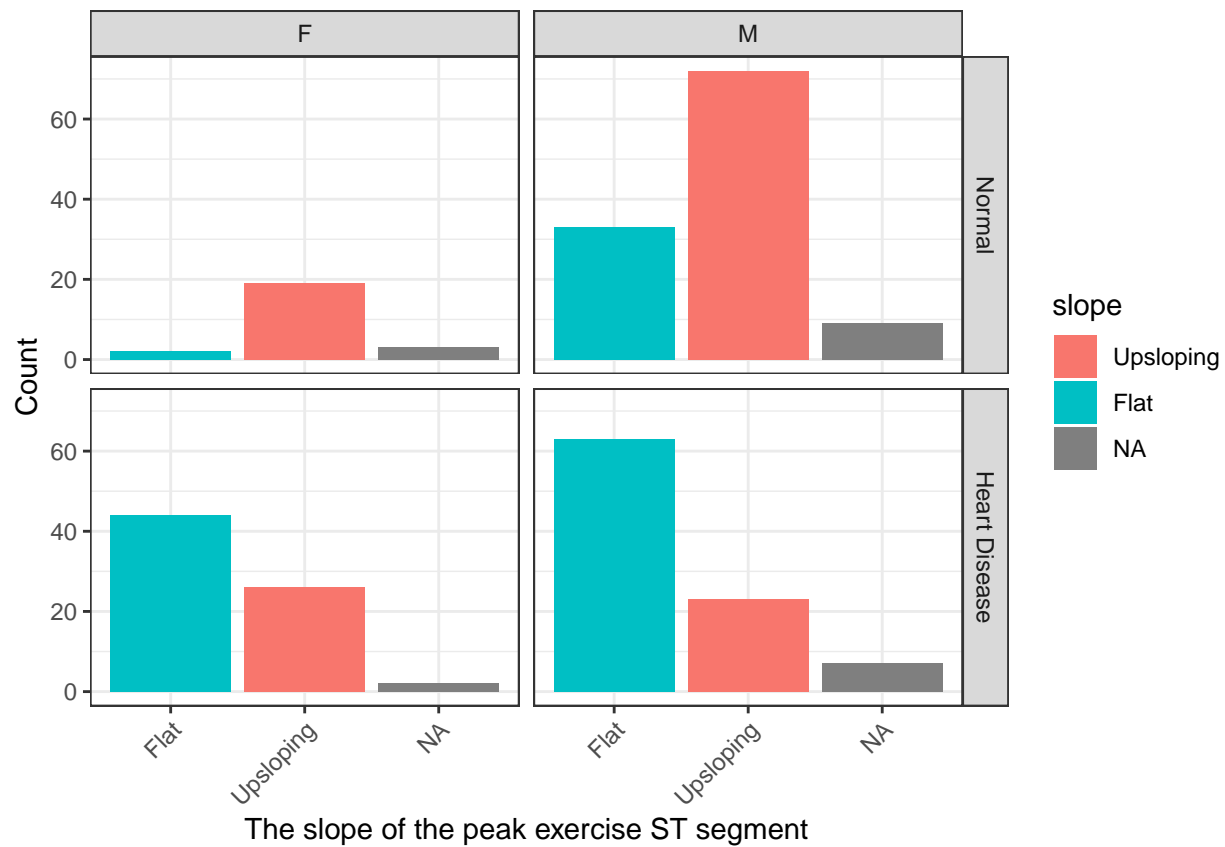 F
M
60
40
20
0
Normal
60
40
20
0
Heart Disease
Count
Flat
Upsloping
NA
Flat
Upsloping
NA
The slope of the peak exercise ST segment
slope
Upsloping
Flat
NA